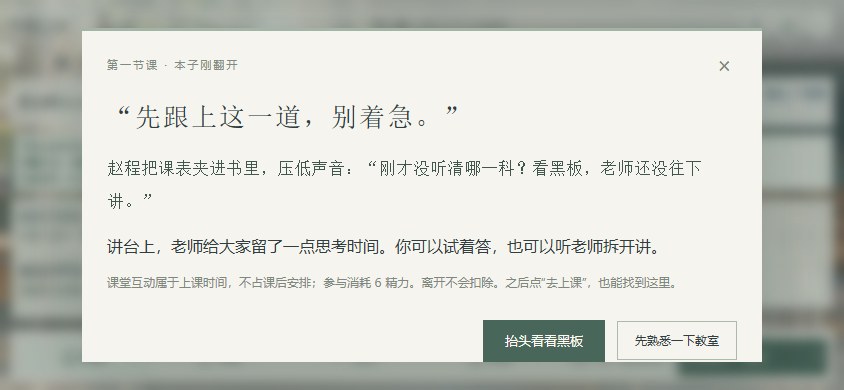 第一节课 · 本子刚翻开
×
“先跟上这一道，别着急。”
赵程把课表夹进书里，压低声音：“刚才没听清哪一科？看黑板，老师还没往下
讲。”
讲台上，老师给大家留了一点思考时间。你可以试着答，也可以听老师拆开讲。
课堂互动属于上课时间，不占课后安排；参与消耗 6 精力。离开不会扣除。之后点“去上课”，也能找到这里。
抬头看看黑板
先熟悉一下教室